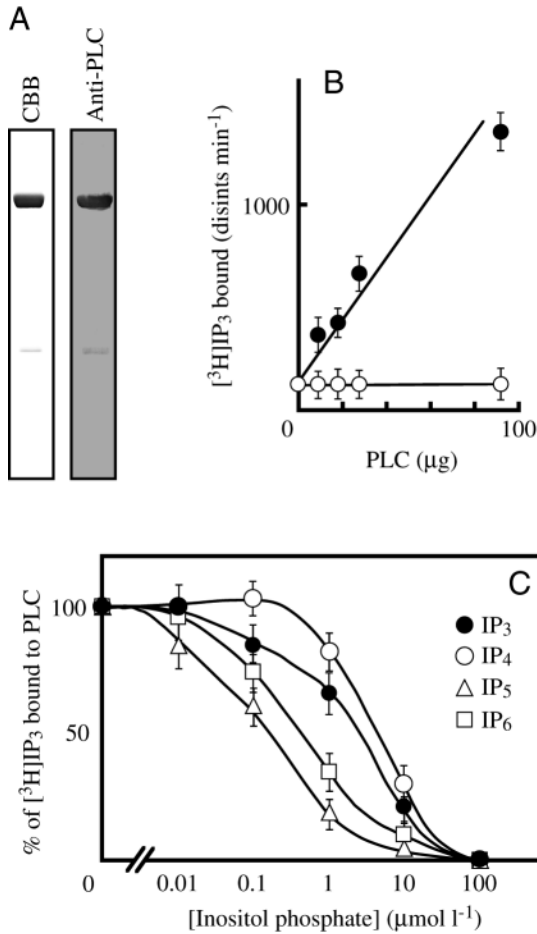 A
CBB
Anti-PLC
B
[³H]IP₃ bound (disints min⁻¹)
1000
0
100
PLC (μg)
C
% of [³H]IP₃ bound to PLC
100
50
0
IP₃
IP₄
IP₅
IP₆
0.01
0.1
1
10
100
[Inositol phosphate] (μmol l⁻¹)